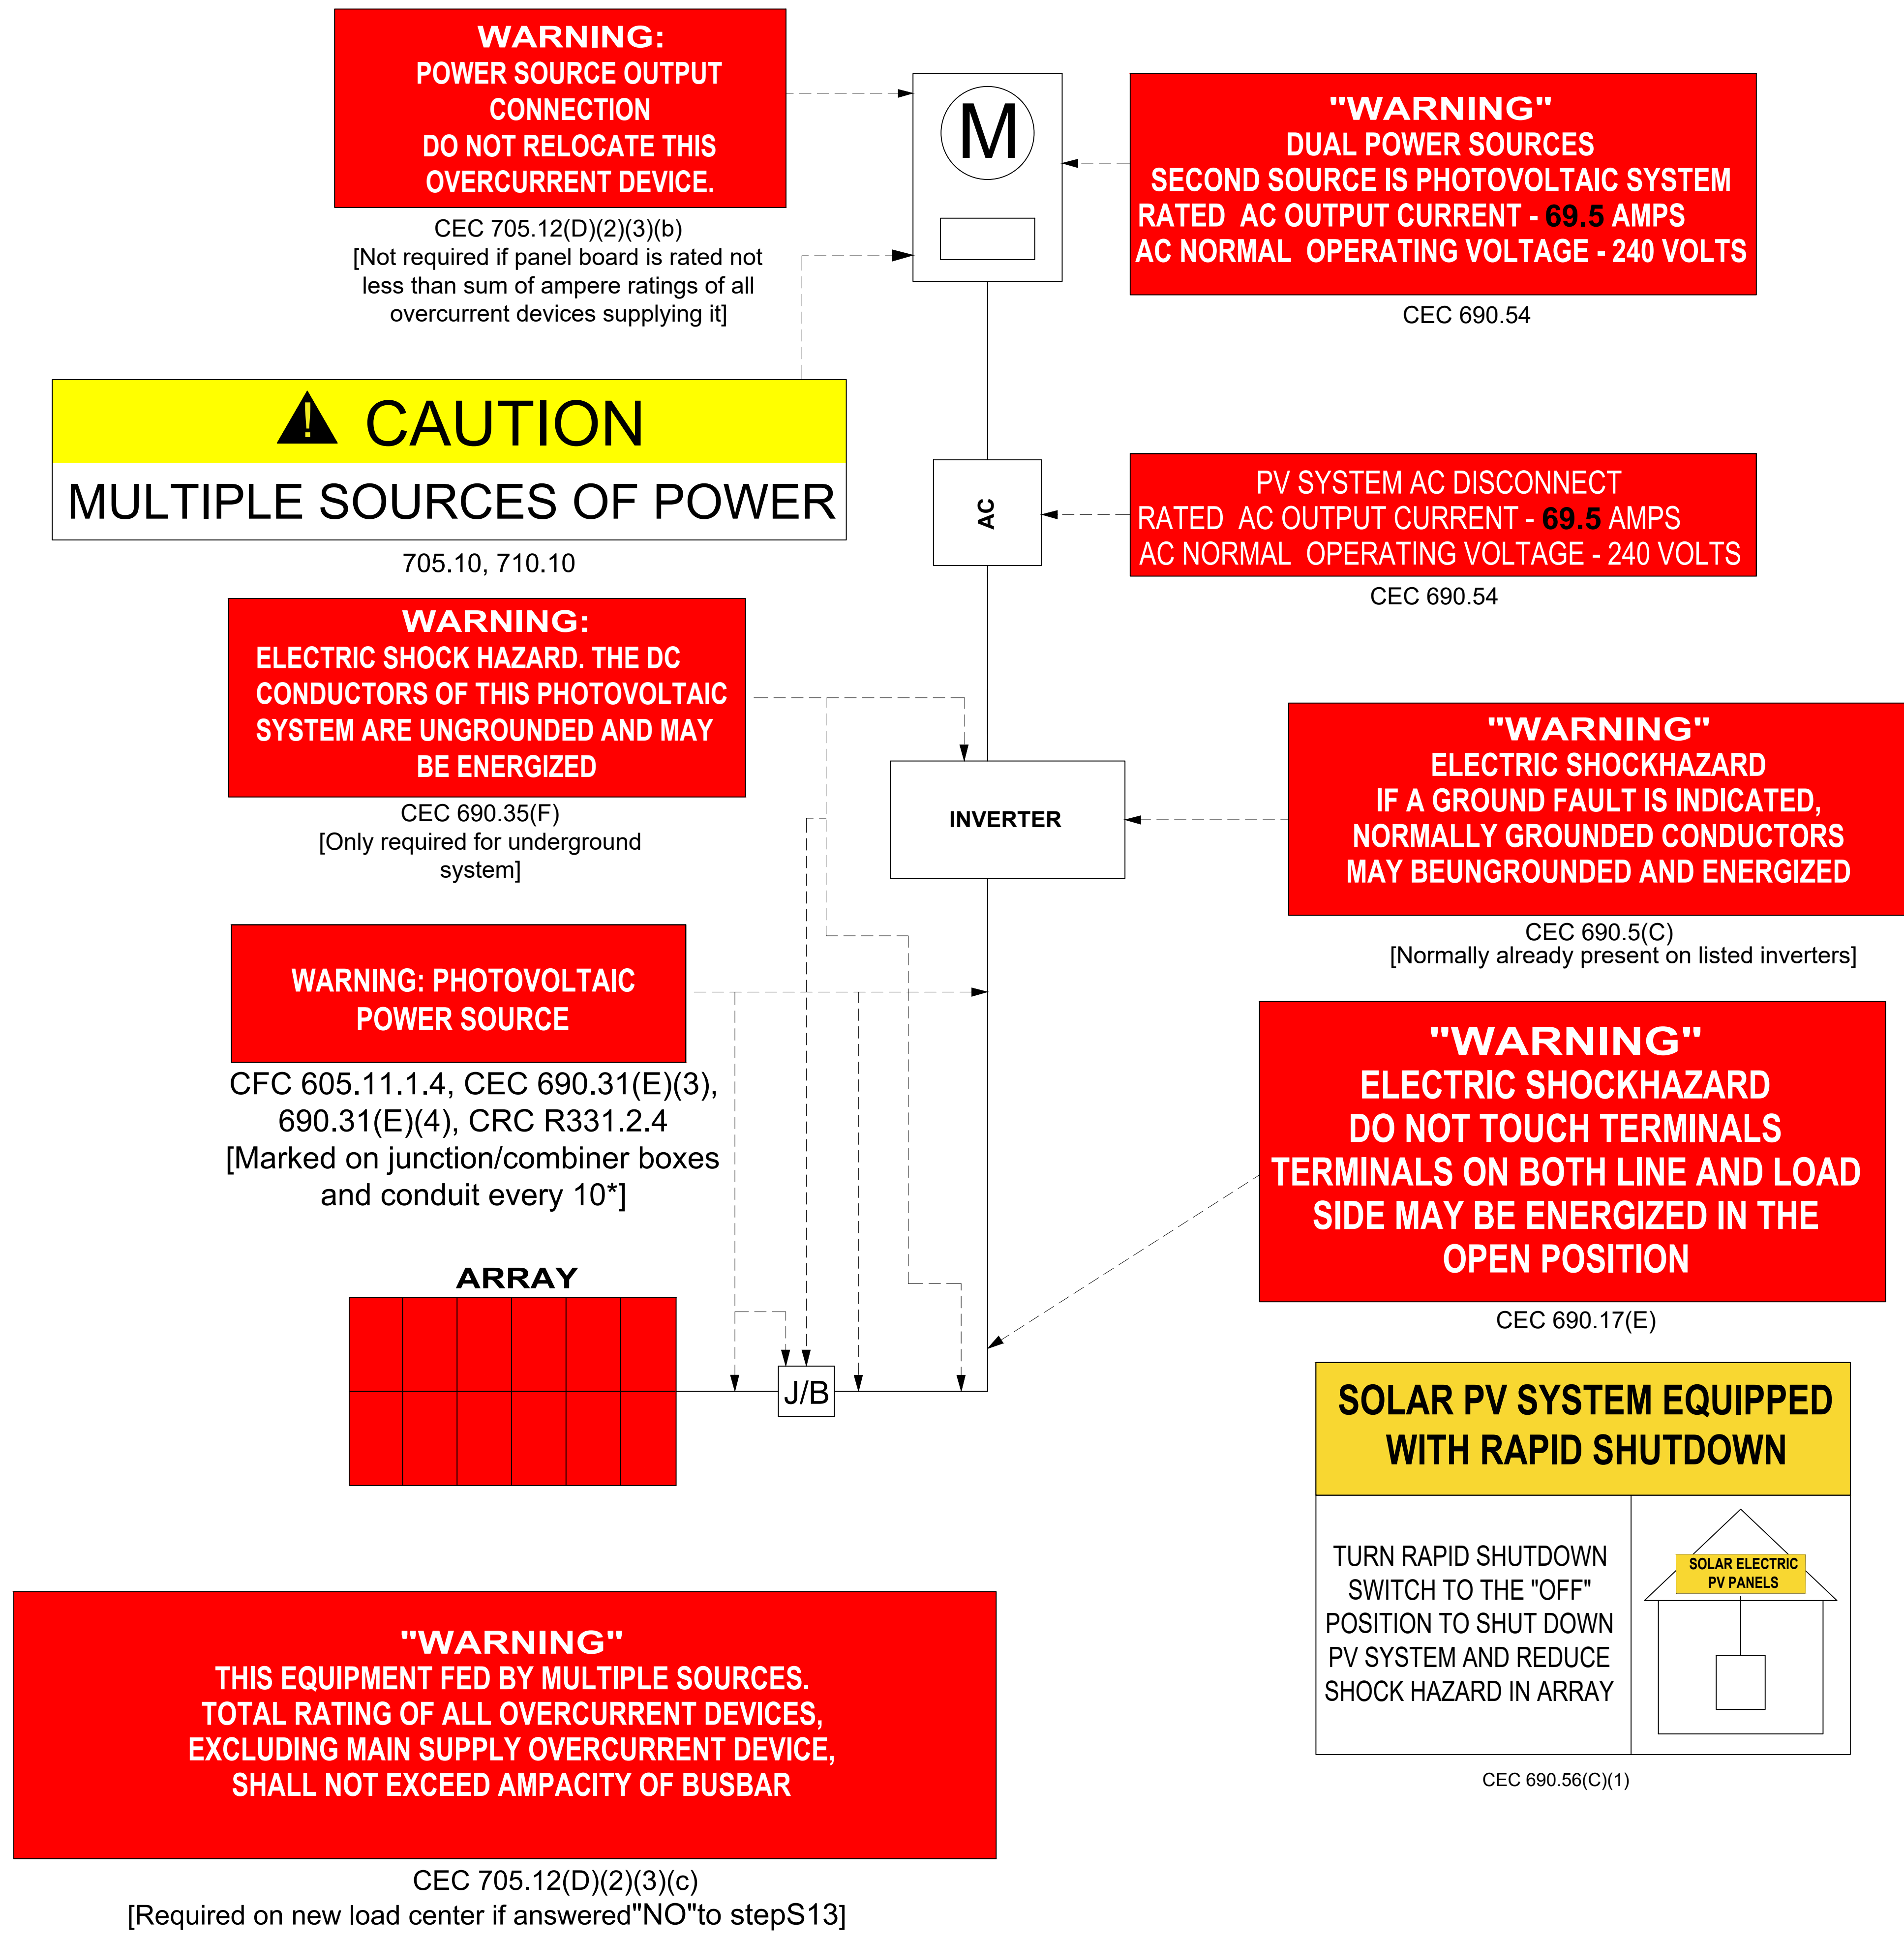 WARNING:
POWER SOURCE OUTPUT
CONNECTION
DO NOT RELOCATE THIS
OVERCURRENT DEVICE.
CEC 705.12(D)(2)(3)(b)
[Not required if panel board is rated not
less than sum of ampere ratings of all
overcurrent devices supplying it]
M
"WARNING"
DUAL POWER SOURCES
SECOND SOURCE IS PHOTOVOLTAIC SYSTEM
RATED AC OUTPUT CURRENT - 69.5 AMPS
AC NORMAL OPERATING VOLTAGE - 240 VOLTS
CEC 690.54
! CAUTION
MULTIPLE SOURCES OF POWER
705.10, 710.10
AC
PV SYSTEM AC DISCONNECT
RATED AC OUTPUT CURRENT - 69.5 AMPS
AC NORMAL OPERATING VOLTAGE - 240 VOLTS
CEC 690.54
WARNING:
ELECTRIC SHOCK HAZARD. THE DC
CONDUCTORS OF THIS PHOTOVOLTAIC
SYSTEM ARE UNGROUNDED AND MAY
BE ENERGIZED
CEC 690.35(F)
[Only required for underground
system]
INVERTER
"WARNING"
ELECTRIC SHOCKHAZARD
IF A GROUND FAULT IS INDICATED,
NORMALLY GROUNDED CONDUCTORS
MAY BEUNGROUNDED AND ENERGIZED
CEC 690.5(C)
[Normally already present on listed inverters]
WARNING: PHOTOVOLTAIC
POWER SOURCE
CFC 605.11.1.4, CEC 690.31(E)(3),
690.31(E)(4), CRC R331.2.4
[Marked on junction/combiner boxes
and conduit every 10*]
"WARNING"
ELECTRIC SHOCKHAZARD
DO NOT TOUCH TERMINALS
TERMINALS ON BOTH LINE AND LOAD
SIDE MAY BE ENERGIZED IN THE
OPEN POSITION
CEC 690.17(E)
ARRAY
J/B
SOLAR PV SYSTEM EQUIPPED
WITH RAPID SHUTDOWN
TURN RAPID SHUTDOWN
SWITCH TO THE "OFF"
POSITION TO SHUT DOWN
PV SYSTEM AND REDUCE
SHOCK HAZARD IN ARRAY
SOLAR ELECTRIC
PV PANELS
CEC 690.56(C)(1)
"WARNING"
THIS EQUIPMENT FED BY MULTIPLE SOURCES.
TOTAL RATING OF ALL OVERCURRENT DEVICES,
EXCLUDING MAIN SUPPLY OVERCURRENT DEVICE,
SHALL NOT EXCEED AMPACITY OF BUSBAR
CEC 705.12(D)(2)(3)(c)
[Required on new load center if answered"NO"to stepS13]